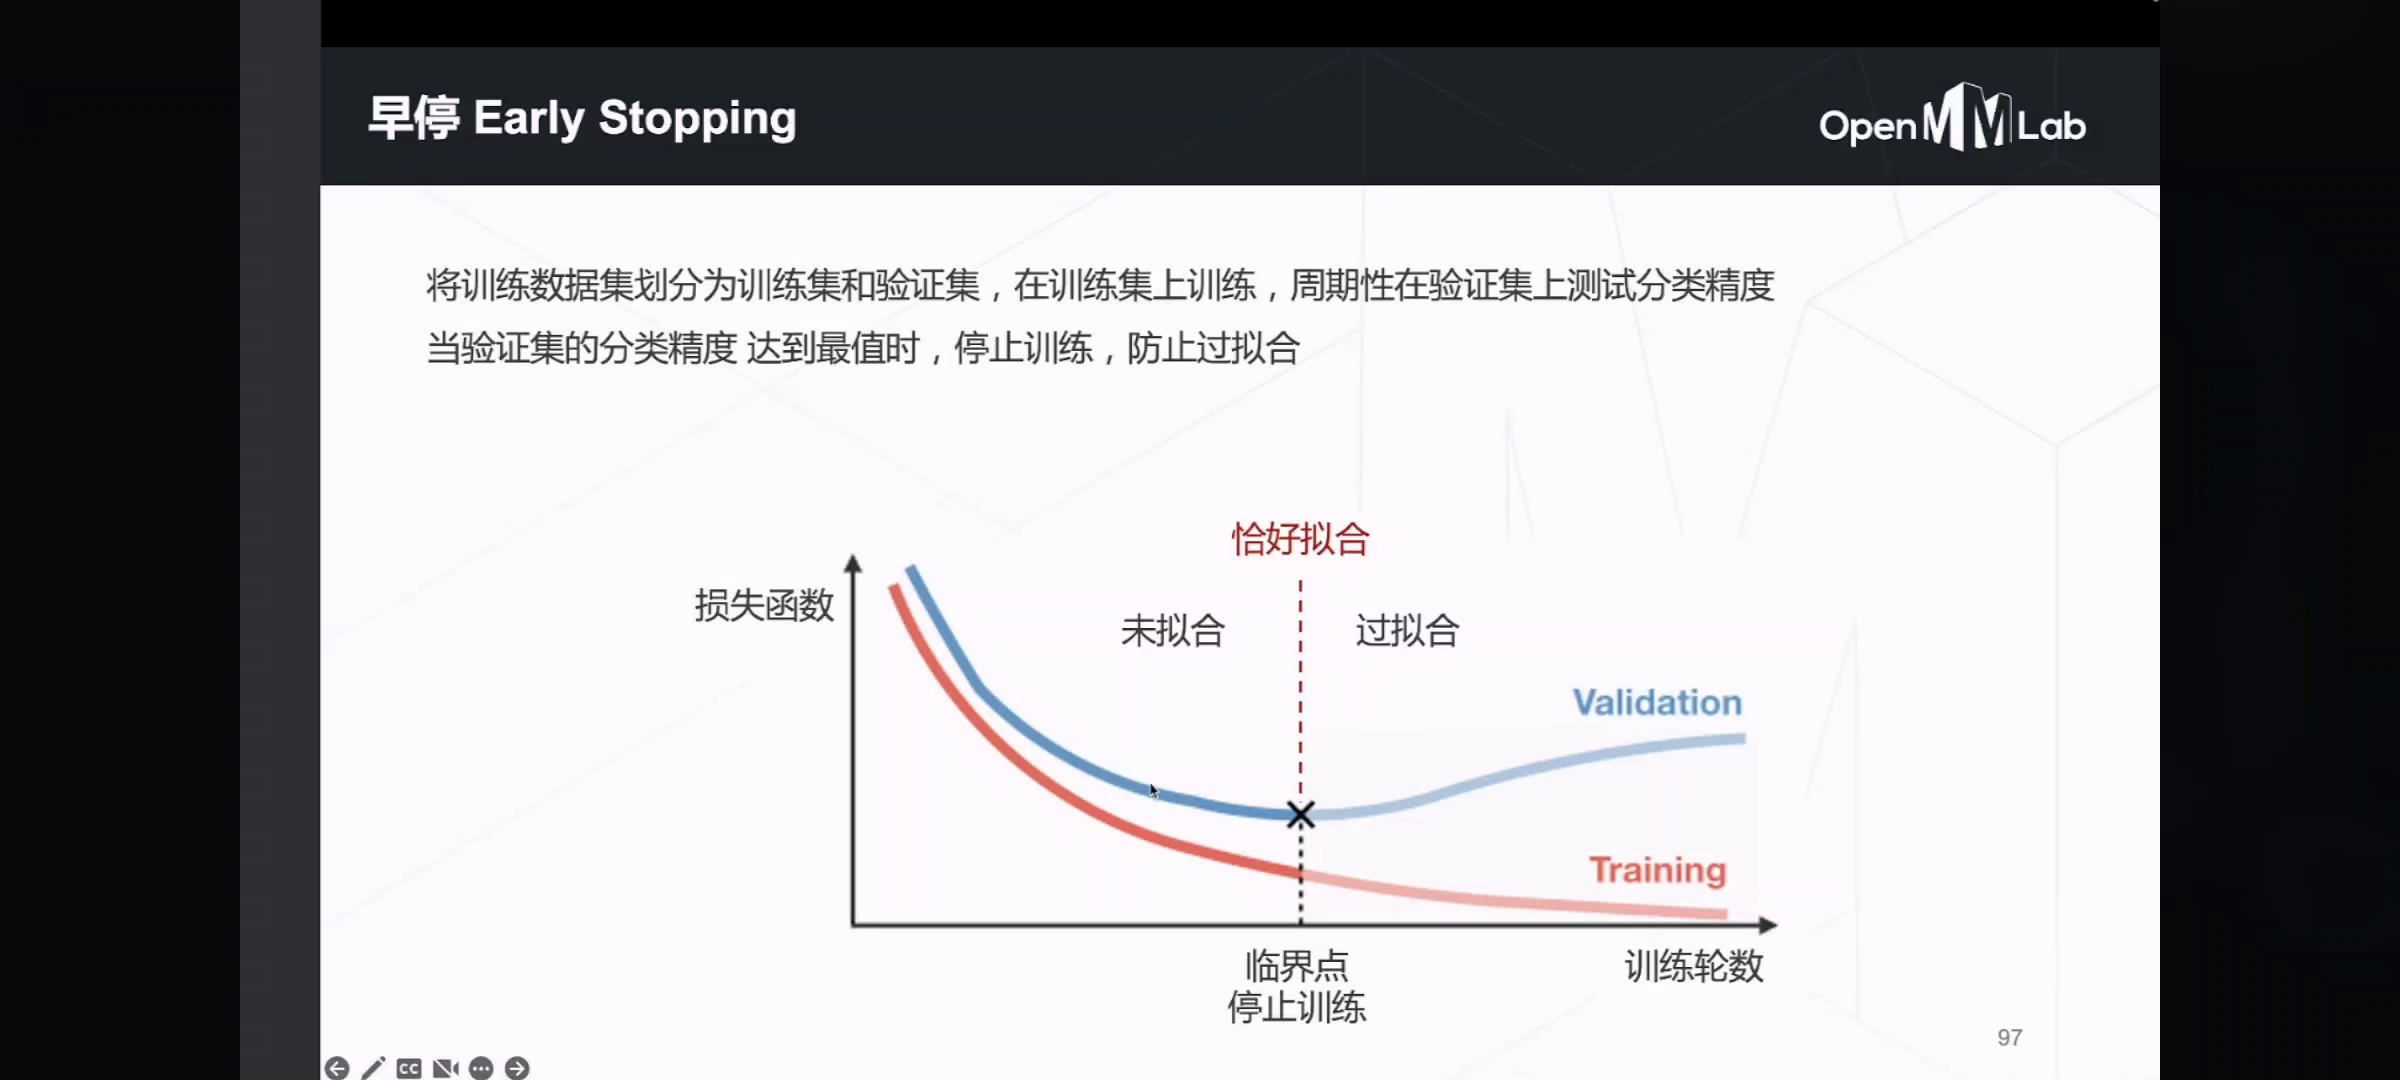 早停 Early Stopping
OpenMMLab
将训练数据集划分为训练集和验证集，在训练集上训练，周期性在验证集上测试分类精度
当验证集的分类精度 达到最值时，停止训练，防止过拟合
恰好拟合
损失函数
未拟合
过拟合
Validation
Training
临界点
停止训练
训练轮数
97
CC